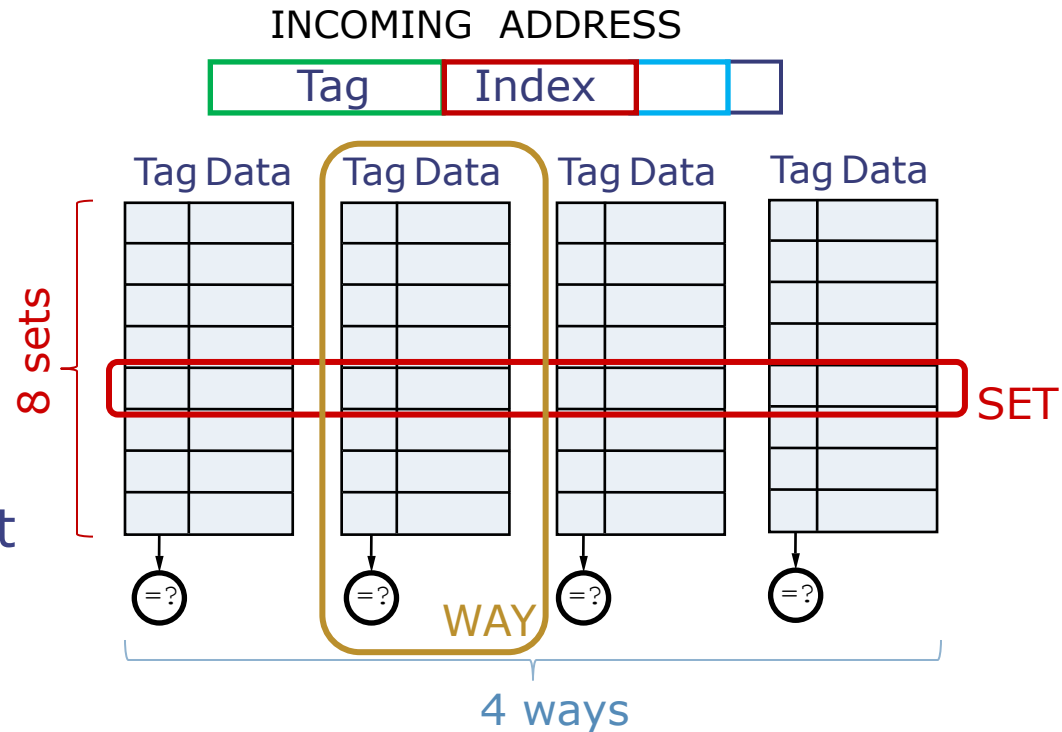 INCOMING ADDRESS
Tag Index
Tag Data Tag Data Tag Data Tag Data
8 sets
SET
t
=? =? =? =?
WAY
4 ways